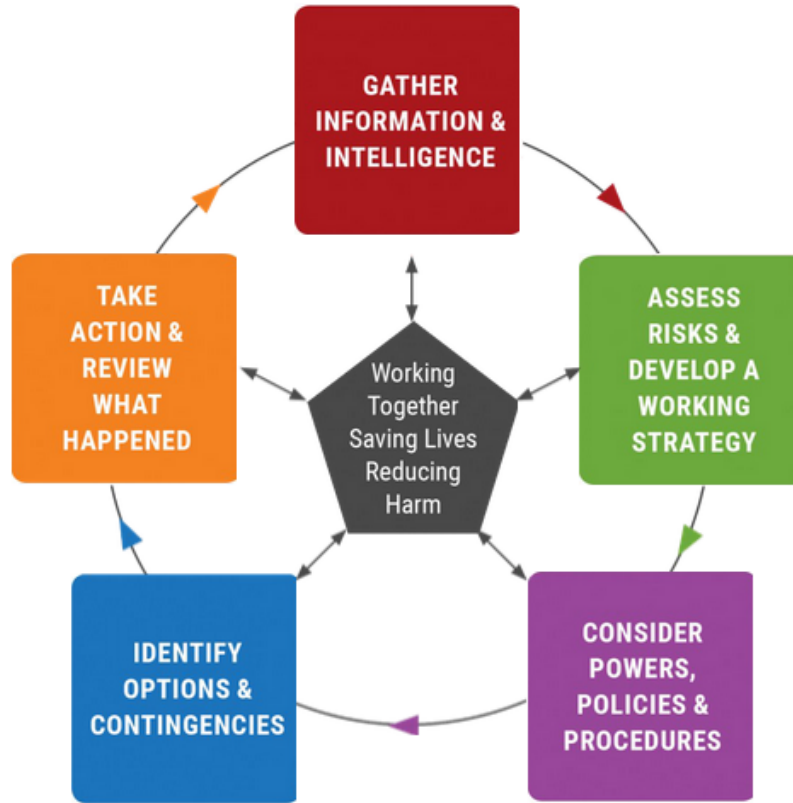 GATHER
INFORMATION &
INTELLIGENCE
ASSESS
RISKS &
DEVELOP A
WORKING
STRATEGY
CONSIDER
POWERS,
POLICIES &
PROCEDURES
IDENTIFY
OPTIONS &
CONTINGENCIES
TAKE
ACTION &
REVIEW
WHAT
HAPPENED
Working
Together
Saving Lives
Reducing
Harm